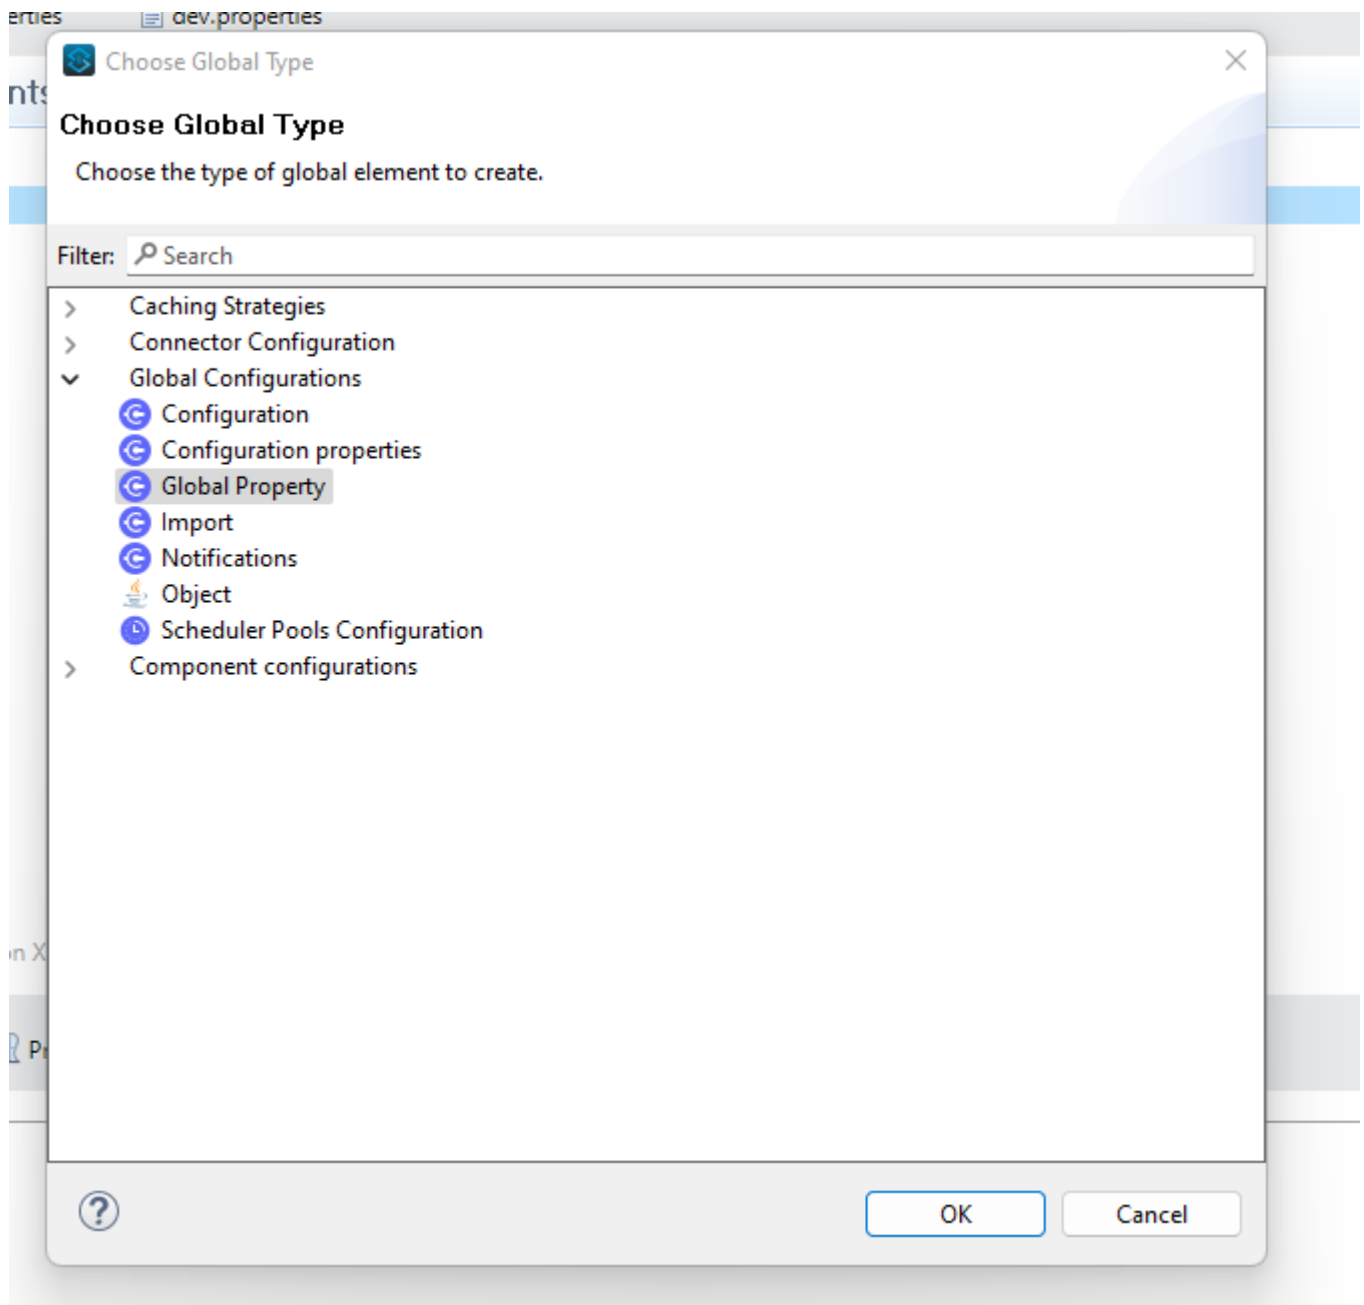 dev.properties
Choose Global Type
Choose Global Type
Choose the type of global element to create.
Filter: Search
Caching Strategies
Connector Configuration
Global Configurations
Configuration
Configuration properties
Global Property
Import
Notifications
Object
Scheduler Pools Configuration
Component configurations
OK Cancel